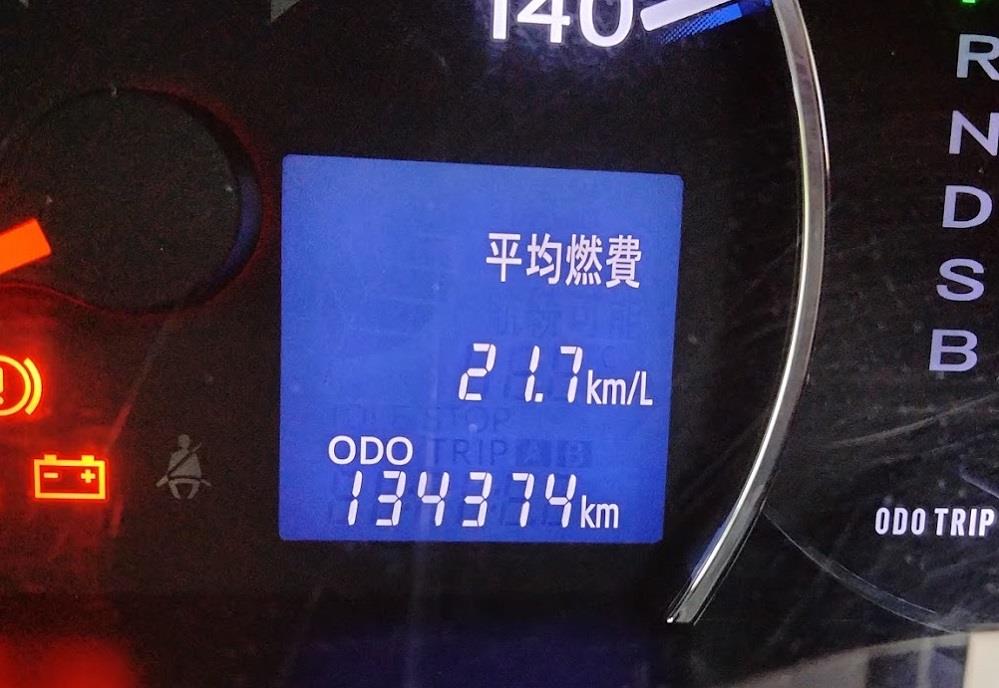 140
R
N
D
S
B
平均燃費
21.7km/L
ODO
134374km
ODO TRIP